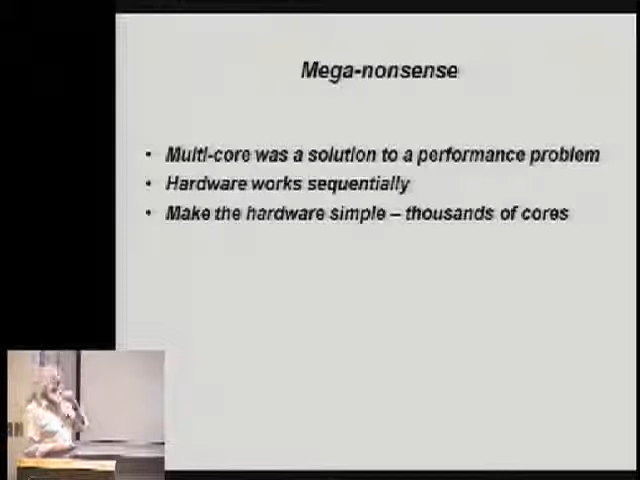 Mega-nonsense
• Multi-core was a solution to a performance problem
• Hardware works sequentially
• Make the hardware simple – thousands of cores